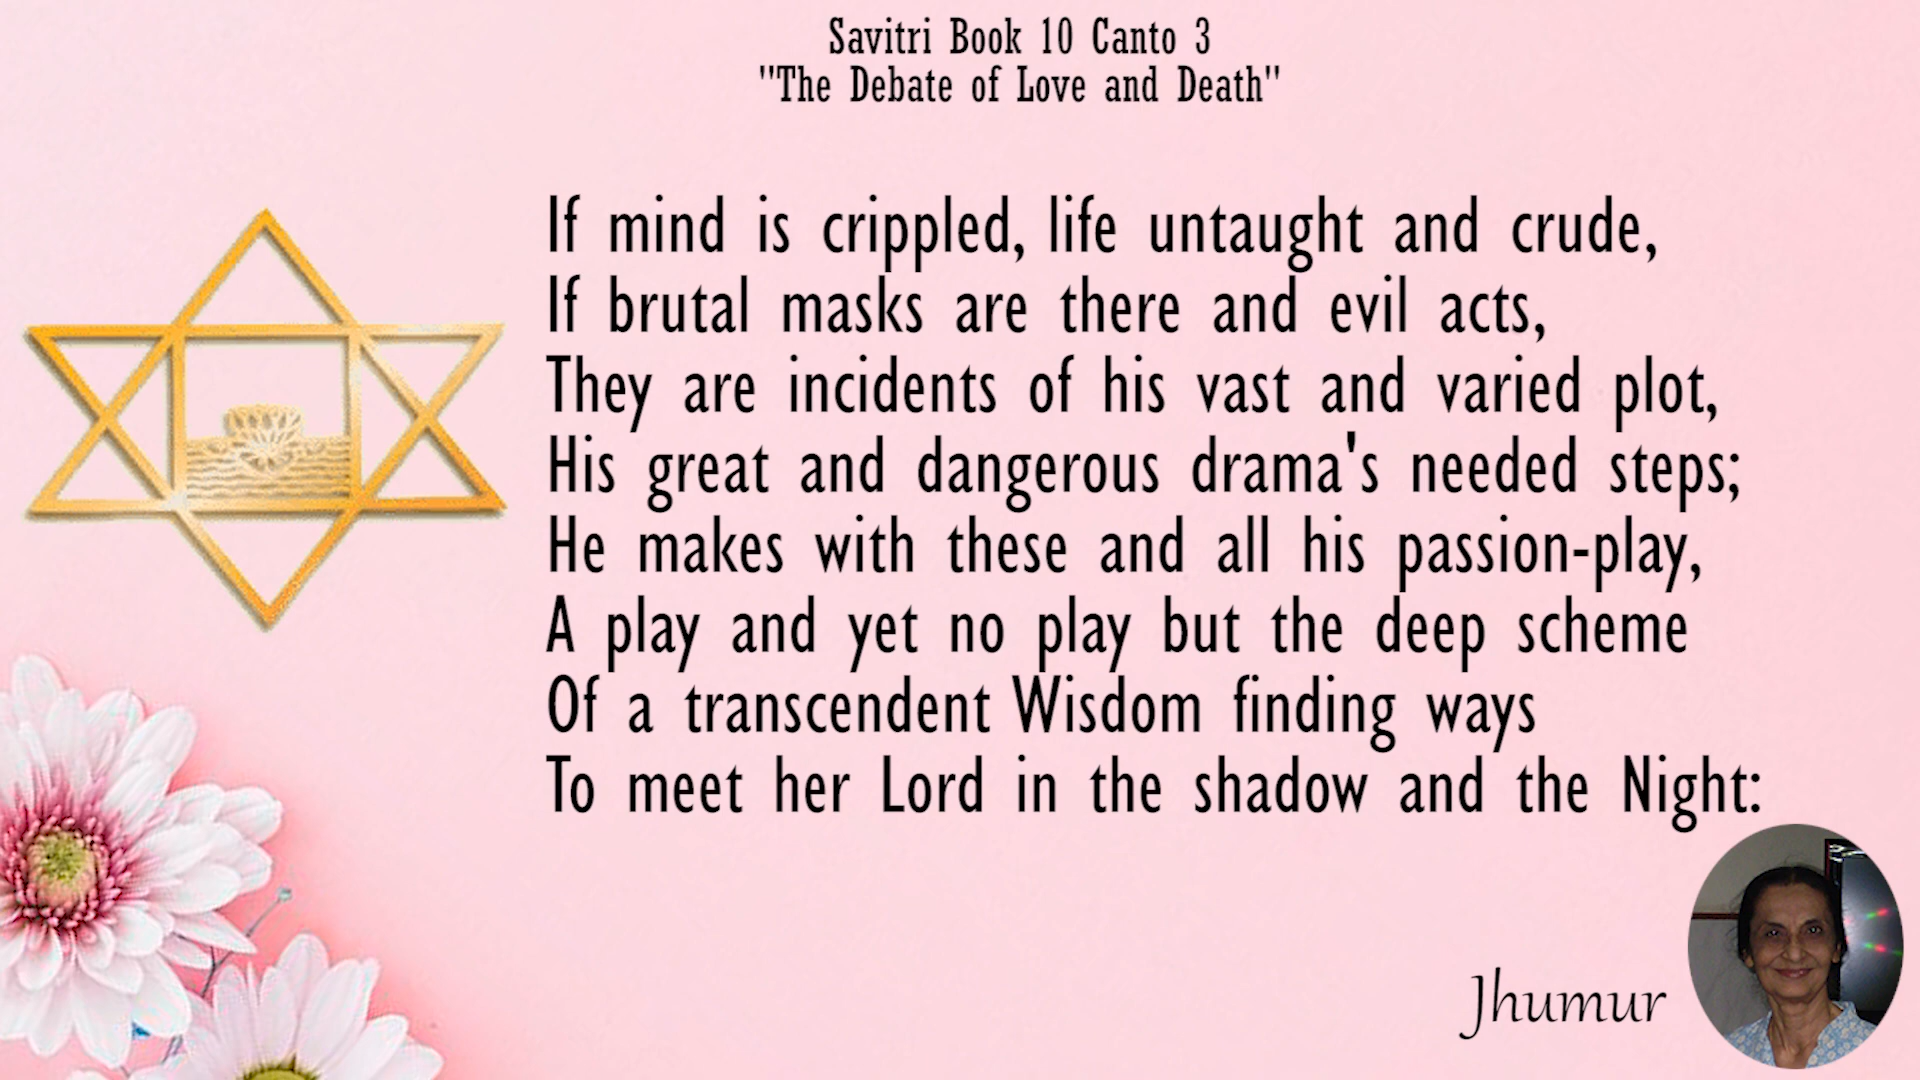 Savitri Book 10 Canto 3
"The Debate of Love and Death"
If mind is crippled, life untaught and crude,
If brutal masks are there and evil acts,
They are incidents of his vast and varied plot,
His great and dangerous drama's needed steps;
He makes with these and all his passion-play,
A play and yet no play but the deep scheme
Of a transcendent Wisdom finding ways
To meet her Lord in the shadow and the Night:
Jhumur